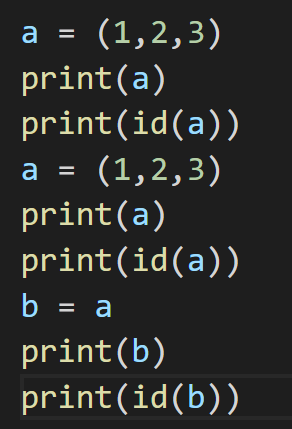 a = (1,2,3)
print(a)
print(id(a))
a = (1,2,3)
print(a)
print(id(a))
b = a
print(b)
print(id(b))